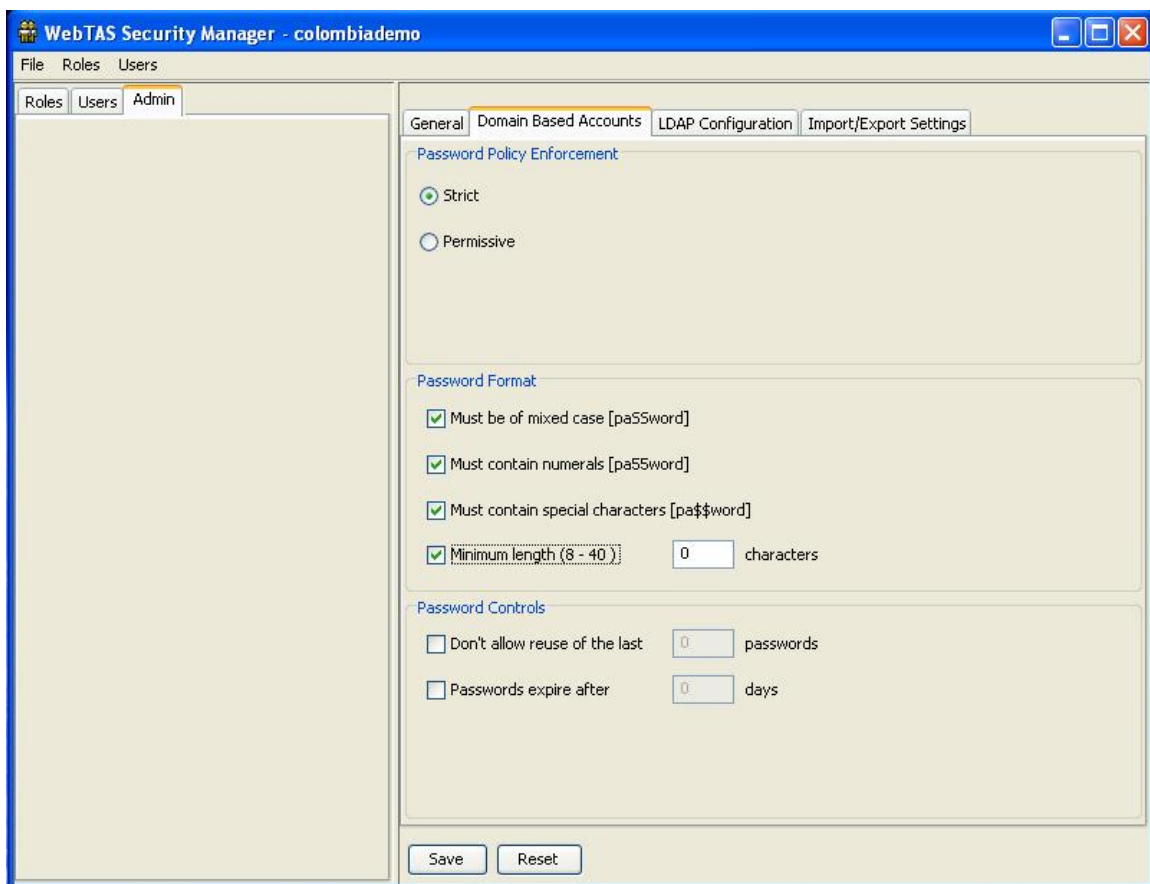 WebTAS Security Manager - colombiademo
File Roles Users
Roles Users Admin
General Domain Based Accounts LDAP Configuration Import/Export Settings
Password Policy Enforcement
Strict
Permissive
Password Format
Must be of mixed case [paSSword]
Must contain numerals [pa55word]
Must contain special characters [pa$$word]
Minimum length (8 - 40 ) 0 characters
Password Controls
Don't allow reuse of the last 0 passwords
Passwords expire after 0 days
Save Reset